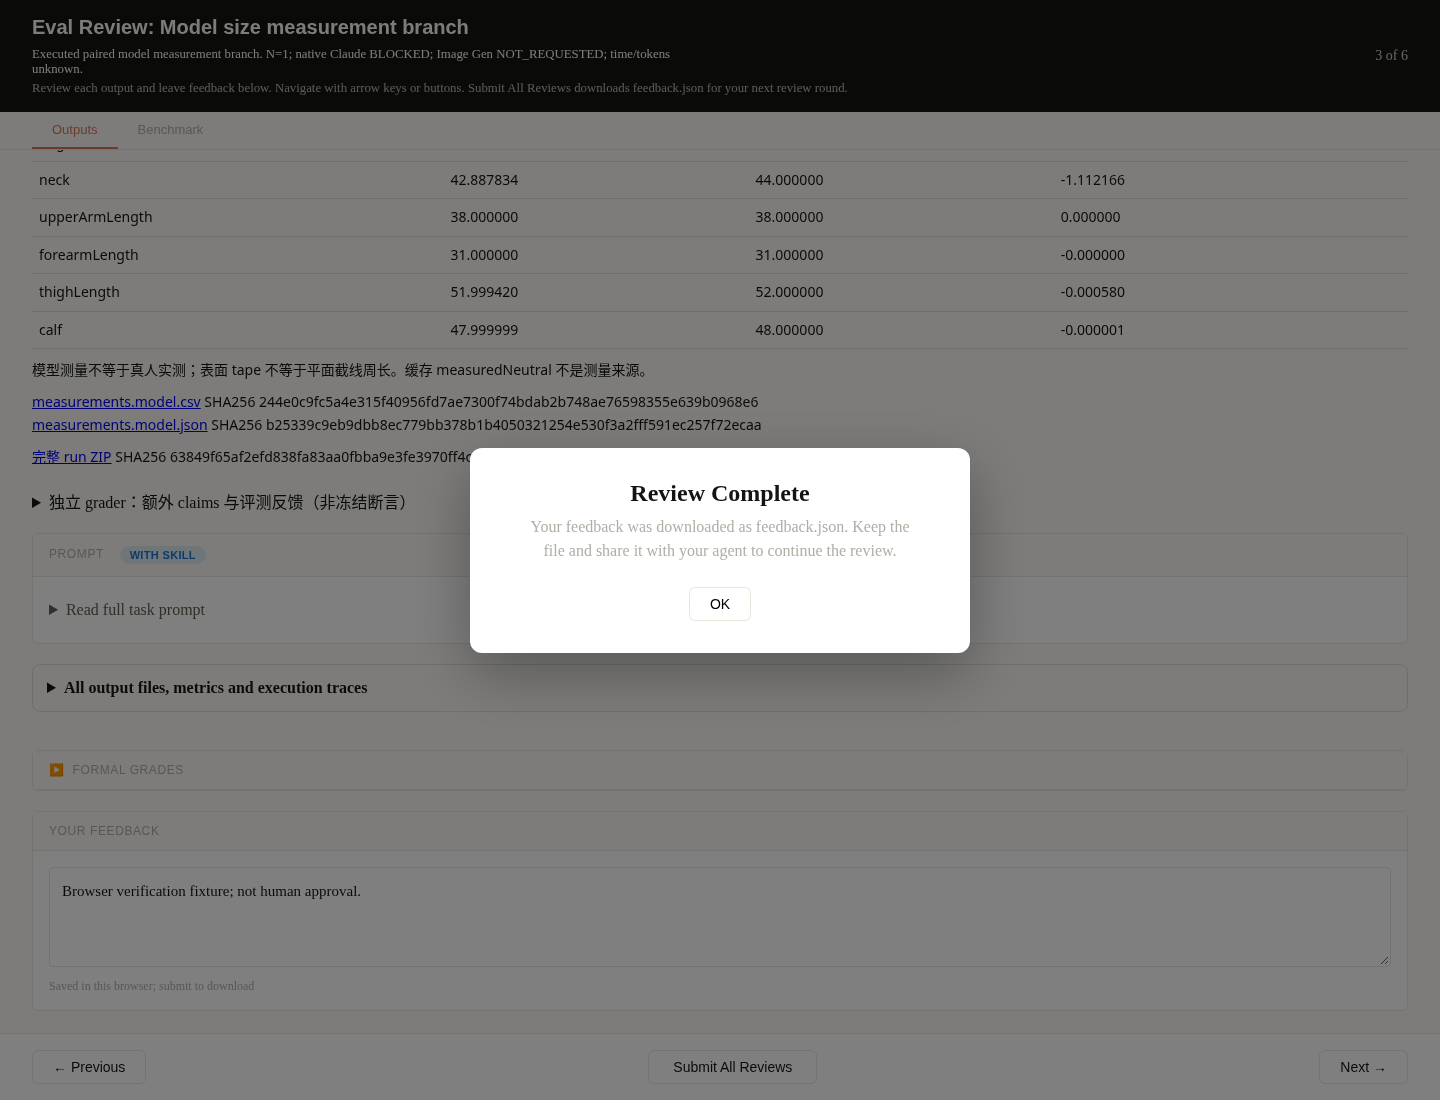 Eval Review: Model size measurement branch
Executed paired model measurement branch. N=1; native Claude BLOCKED; Image Gen NOT_REQUESTED; time/tokens
unknown.
3 of 6
Review each output and leave feedback below. Navigate with arrow keys or buttons. Submit All Reviews downloads feedback.json for your next review round.
Outputs Benchmark
neck 42.887834 44.000000 -1.112166
upperArmLength 38.000000 38.000000 0.000000
forearmLength 31.000000 31.000000 -0.000000
thighLength 51.999420 52.000000 -0.000580
calf 47.999999 48.000000 -0.000001
模型测量不等于真人实测；表面 tape 不等于平面截线周长。缓存 measuredNeutral 不是测量来源。
measurements.model.csv SHA256 244e0c9fc5a4e315f40956fd7ae7300f74bdab2b748ae76598355e639b0968e6
measurements.model.json SHA256 b25339c9eb9dbb8ec779bb378b1b4050321254e530f3a2fff591ec257f72ecaa
完整 run ZIP SHA256 63849f65af2efd838fa83aa0fbba9e3fe3970ff4
独立 grader：额外 claims 与评测反馈（非冻结断言）
PROMPT WITH SKILL
Read full task prompt
Review Complete
Your feedback was downloaded as feedback.json. Keep the
file and share it with your agent to continue the review.
OK
All output files, metrics and execution traces
FORMAL GRADES
YOUR FEEDBACK
Browser verification fixture; not human approval.
Saved in this browser; submit to download
← Previous Submit All Reviews Next →